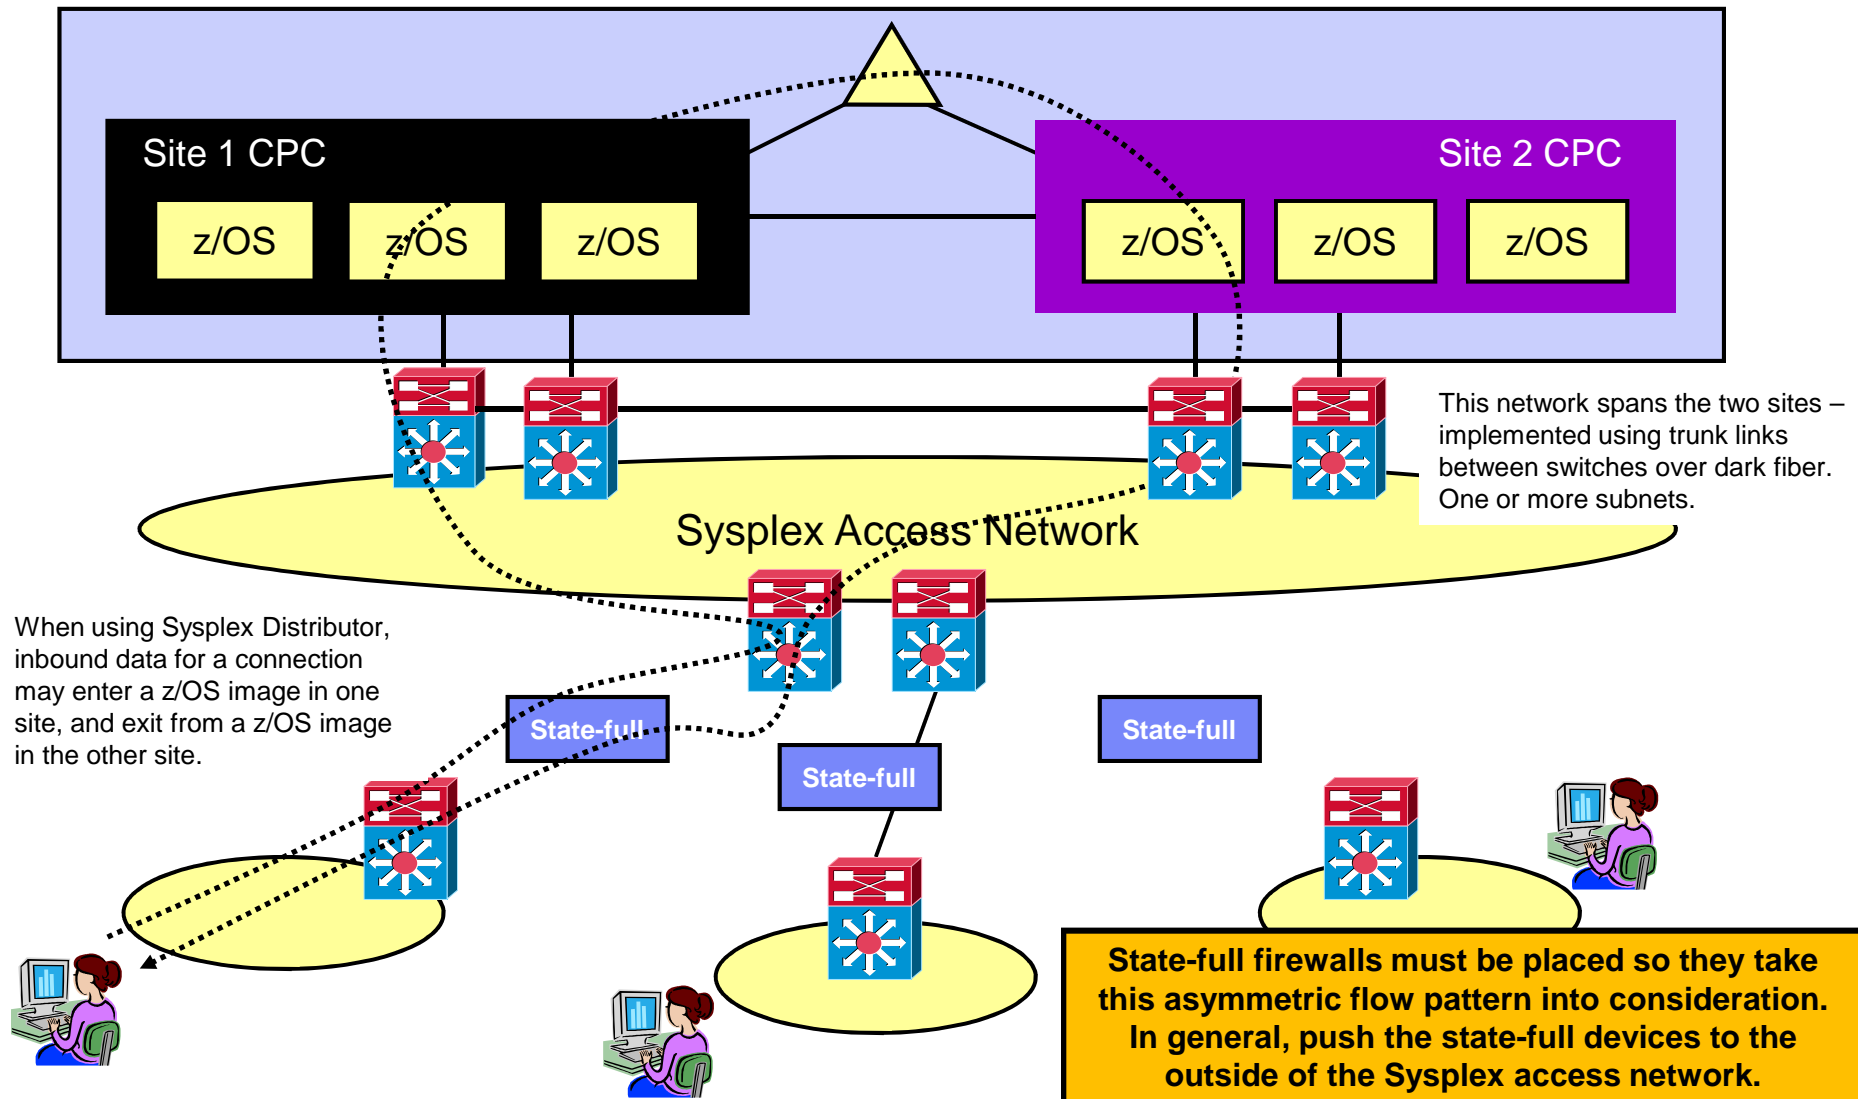 Site 1 CPC
Site 2 CPC
z/OS
z/OS
z/OS
z/OS
z/OS
z/OS
This network spans the two sites –
implemented using trunk links
between switches over dark fiber.
One or more subnets.
Sysplex Access Network
When using Sysplex Distributor,
inbound data for a connection
may enter a z/OS image in one
site, and exit from a z/OS image
in the other site.
State-full
State-full
State-full
State-full firewalls must be placed so they take
this asymmetric flow pattern into consideration.
In general, push the state-full devices to the
outside of the Sysplex access network.